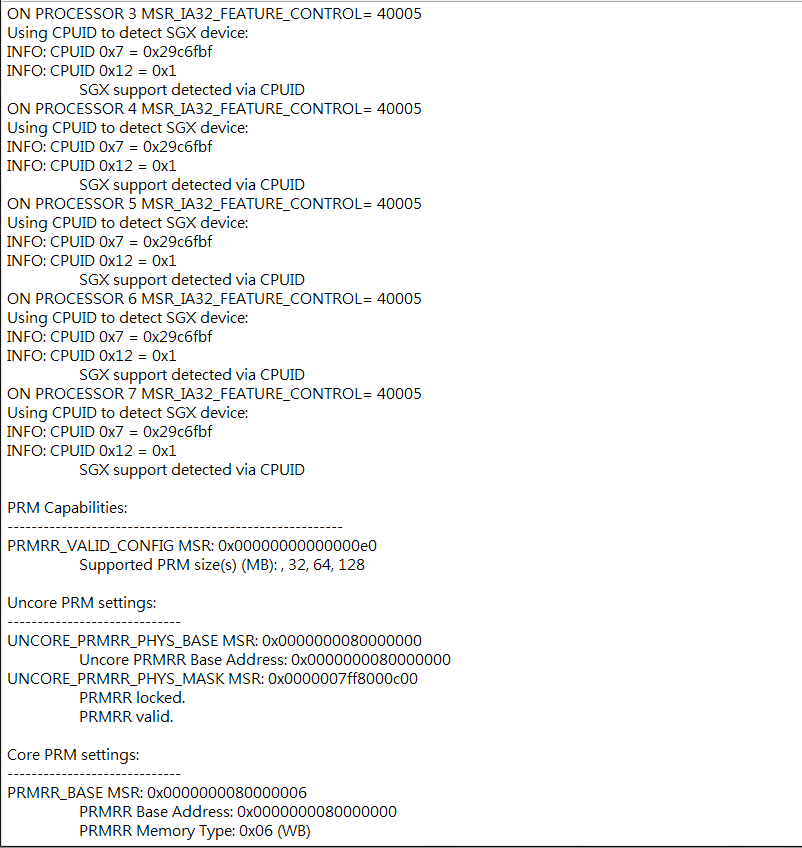 ON PROCESSOR 3 MSR_IA32_FEATURE_CONTROL= 40005
Using CPUID to detect SGX device:
INFO: CPUID 0x7 = 0x29c6fbf
INFO: CPUID 0x12 = 0x1
SGX support detected via CPUID
ON PROCESSOR 4 MSR_IA32_FEATURE_CONTROL= 40005
Using CPUID to detect SGX device:
INFO: CPUID 0x7 = 0x29c6fbf
INFO: CPUID 0x12 = 0x1
SGX support detected via CPUID
ON PROCESSOR 5 MSR_IA32_FEATURE_CONTROL= 40005
Using CPUID to detect SGX device:
INFO: CPUID 0x7 = 0x29c6fbf
INFO: CPUID 0x12 = 0x1
SGX support detected via CPUID
ON PROCESSOR 6 MSR_IA32_FEATURE_CONTROL= 40005
Using CPUID to detect SGX device:
INFO: CPUID 0x7 = 0x29c6fbf
INFO: CPUID 0x12 = 0x1
SGX support detected via CPUID
ON PROCESSOR 7 MSR_IA32_FEATURE_CONTROL= 40005
Using CPUID to detect SGX device:
INFO: CPUID 0x7 = 0x29c6fbf
INFO: CPUID 0x12 = 0x1
SGX support detected via CPUID
PRM Capabilities:
--------------------------------------------------------
PRMRR_VALID_CONFIG MSR: 0x00000000000000e0
Supported PRM size(s) (MB): , 32, 64, 128
Uncore PRM settings:
-----------------------------
UNCORE_PRMRR_PHYS_BASE MSR: 0x0000000080000000
Uncore PRMRR Base Address: 0x0000000080000000
UNCORE_PRMRR_PHYS_MASK MSR: 0x0000007ff8000c00
PRMRR locked.
PRMRR valid.
Core PRM settings:
-----------------------------
PRMRR_BASE MSR: 0x0000000080000006
PRMRR Base Address: 0x0000000080000000
PRMRR Memory Type: 0x06 (WB)